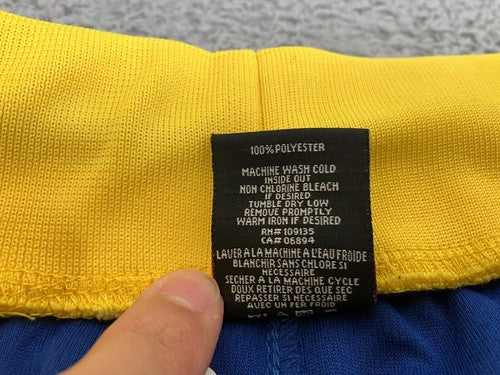 100% POLYESTER
MACHINE WASH COLD
INSIDE OUT
NON CHLORINE BLEACH
IF DESIRED
TUMBLE DRY LOW
REMOVE PROMPTLY
WARM IRON IF DESIRED
RN# 109135
CA# 06894
LAVER A LA MACHINE A L'EAU FROIDE
BLANCHIR SANS CHLORE SI
NECESSAIRE
SECHER A LA MACHINE CYCLE
DOUX RETIRER DES QUE SEC
REPASSER SI NECESSAIRE
AVEC UN FER TIEDE